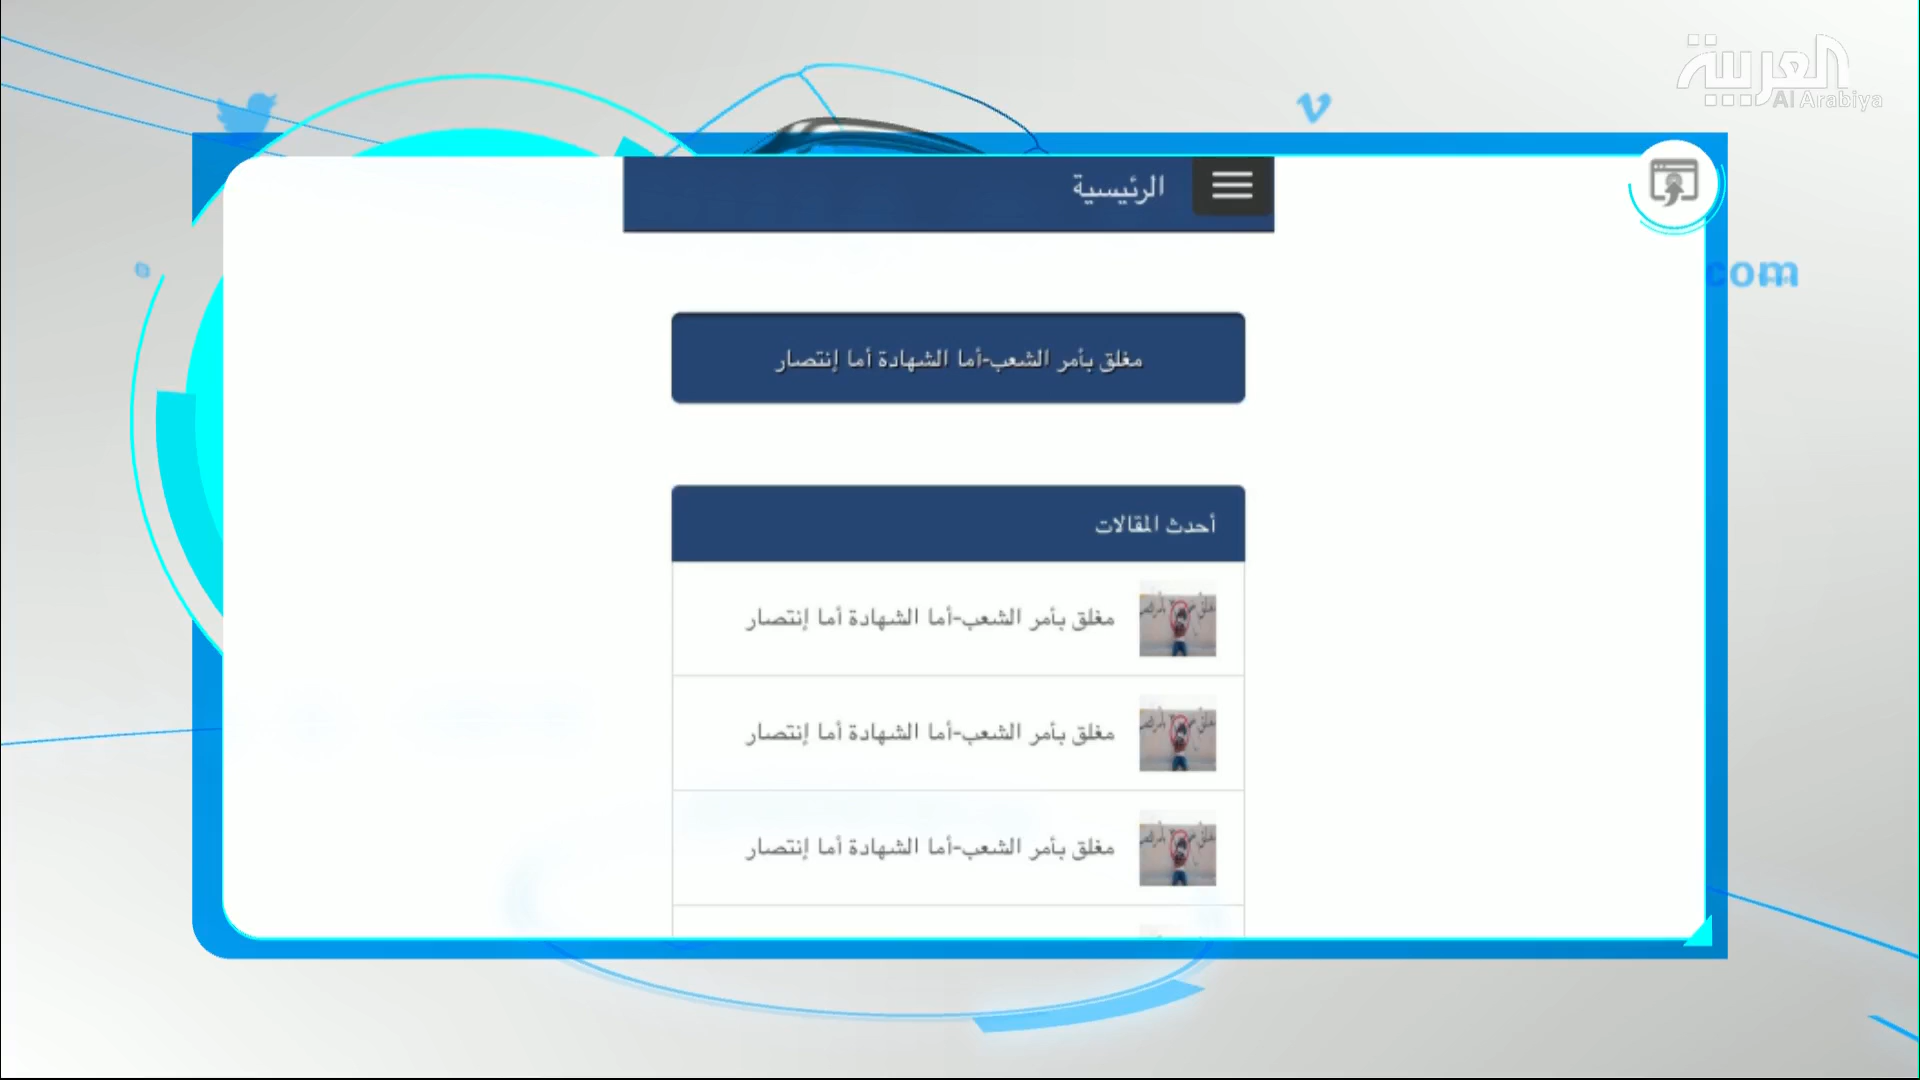 العربية
Al Arabiya
com
الرئيسية
مغلق بأمر الشعب-أما الشهادة أما إنتصار
أحدث المقالات
مغلق بأمر الشعب-أما الشهادة أما إنتصار
مغلق بأمر الشعب-أما الشهادة أما إنتصار
مغلق بأمر الشعب-أما الشهادة أما إنتصار